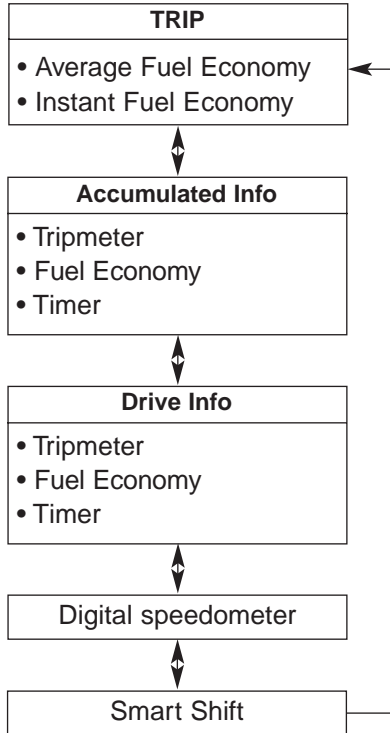 TRIP
• Average Fuel Economy
• Instant Fuel Economy
Accumulated Info
• Tripmeter
• Fuel Economy
• Timer
Drive Info
• Tripmeter
• Fuel Economy
• Timer
Digital speedometer
Smart Shift